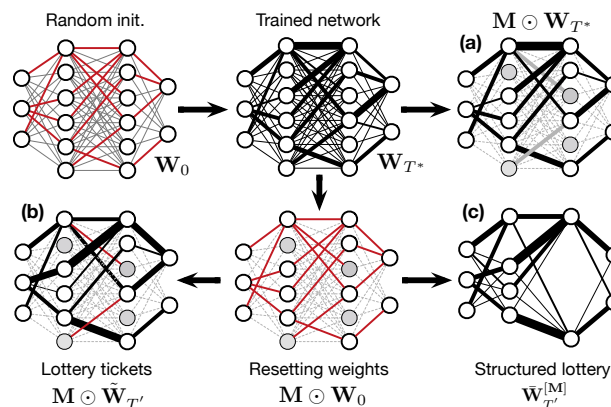 Random init.
Trained network
M ⊙ W_{T*}
(a)
W_0
W_{T*}
(b)
(c)
Lottery tickets
Resetting weights
Structured lottery
M ⊙ W̃_{T′}
M ⊙ W_0
W̄_{T′}^{[M]}